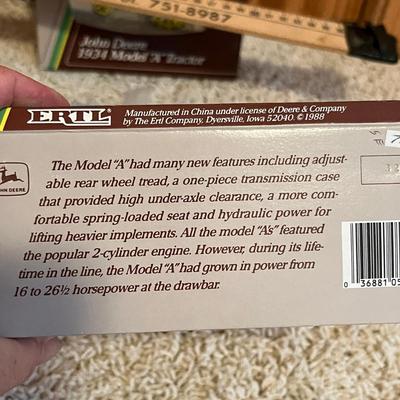 751-8987
John Deere
1934 Model "A" Tractor
ERTL®
Manufactured in China under license of Deere & Company
by The Ertl Company, Dyersville, Iowa 52040. © 1988
JOHN DEERE
The Model "A" had many new features including adjust-
able rear wheel tread, a one-piece transmission case
that provided high under-axle clearance, a more com-
fortable spring-loaded seat and hydraulic power for
lifting heavier implements. All the model "A's" featured
the popular 2-cylinder engine. However, during its life-
time in the line, the Model "A" had grown in power from
16 to 26½ horsepower at the drawbar.
0 36881 05